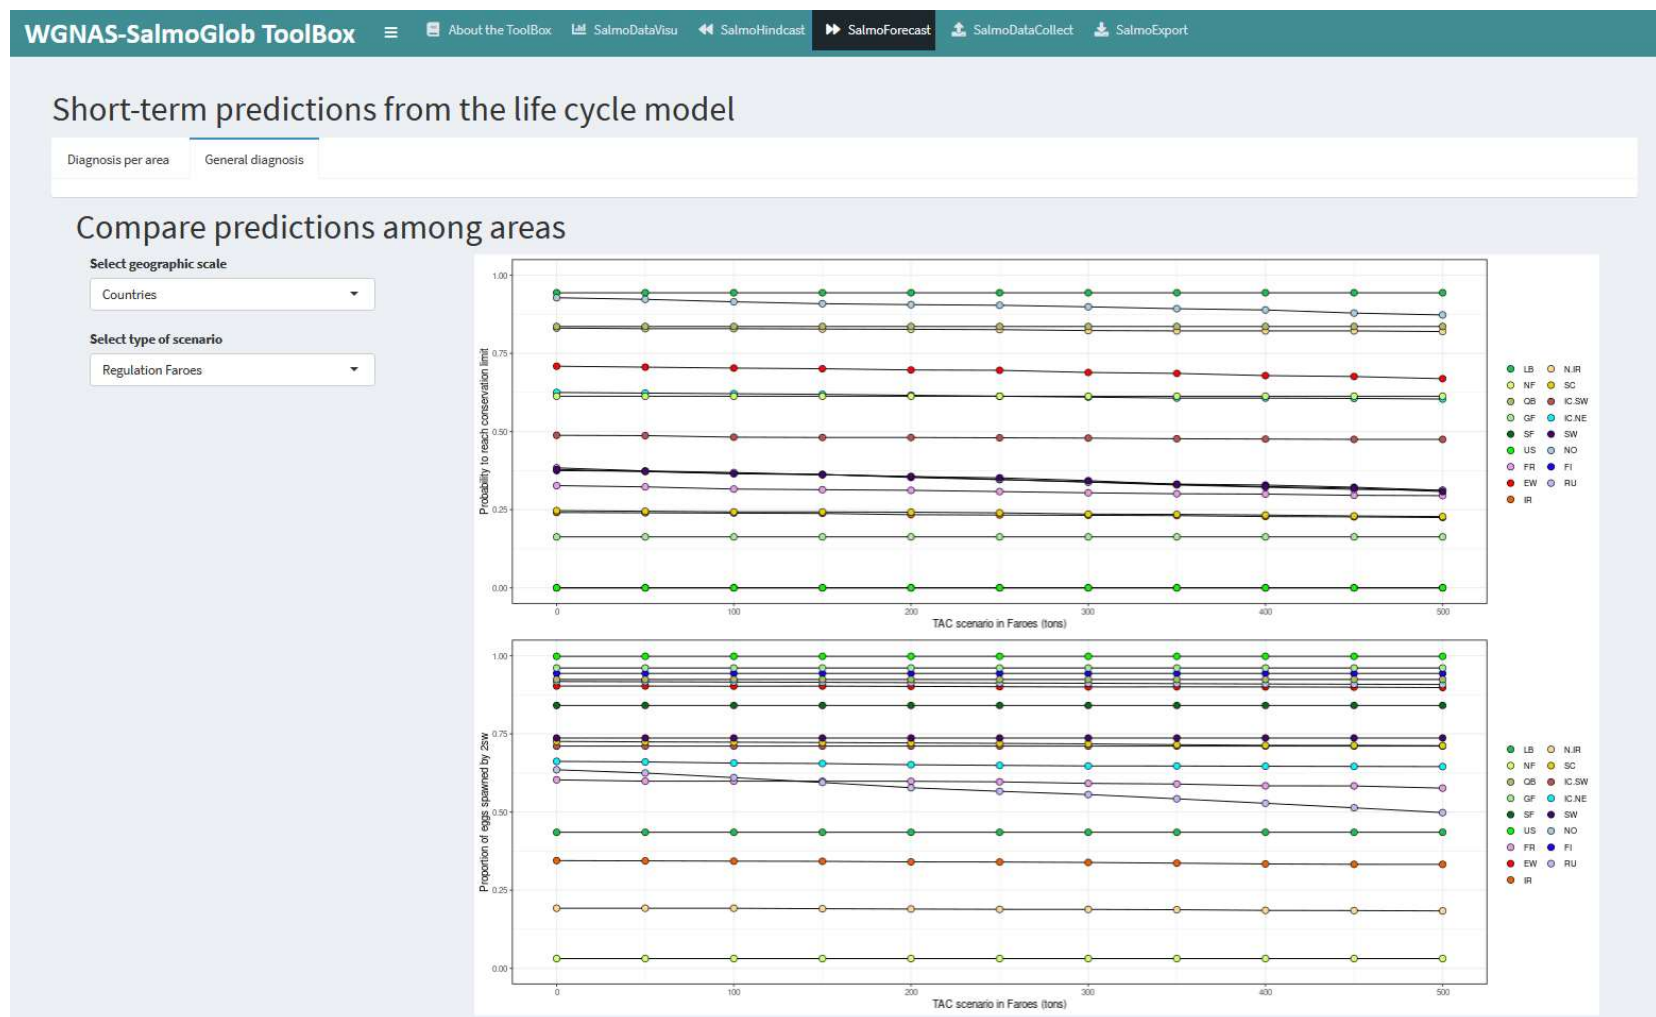 WGNAS-SalmoGlob ToolBox
About the ToolBox SalmoDataVisu SalmoHindcast SalmoForecast SalmoDataCollect SalmoExport
Short-term predictions from the life cycle model
Diagnosis per area General diagnosis
Compare predictions among areas
Select geographic scale
Countries
Select type of scenario
Regulation Faroes
Probability to reach conservation limit
1.00
0.75
0.50
0.25
0.00
0 100 200 300 400 500
TAC scenario in Faroes (tons)
LB N.IR
NF SC
QB IC.SW
GF IC.NE
SF SW
US NO
FR FI
EW RU
IR
Proportion of eggs spawned by 2sw
1.00
0.75
0.50
0.25
0.00
0 100 200 300 400 500
TAC scenario in Faroes (tons)
LB N.IR
NF SC
QB IC.SW
GF IC.NE
SF SW
US NO
FR FI
EW RU
IR